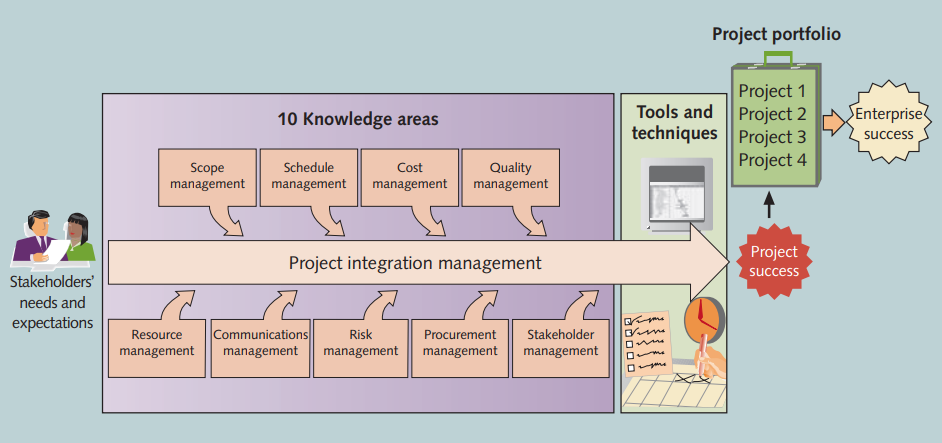 Project portfolio
Project 1
Project 2
Project 3
Project 4
Enterprise
success
10 Knowledge areas
Tools and
techniques
Scope
management
Schedule
management
Cost
management
Quality
management
Stakeholders’
needs and
expectations
Project integration management
Project
success
Resource
management
Communications
management
Risk
management
Procurement
management
Stakeholder
management